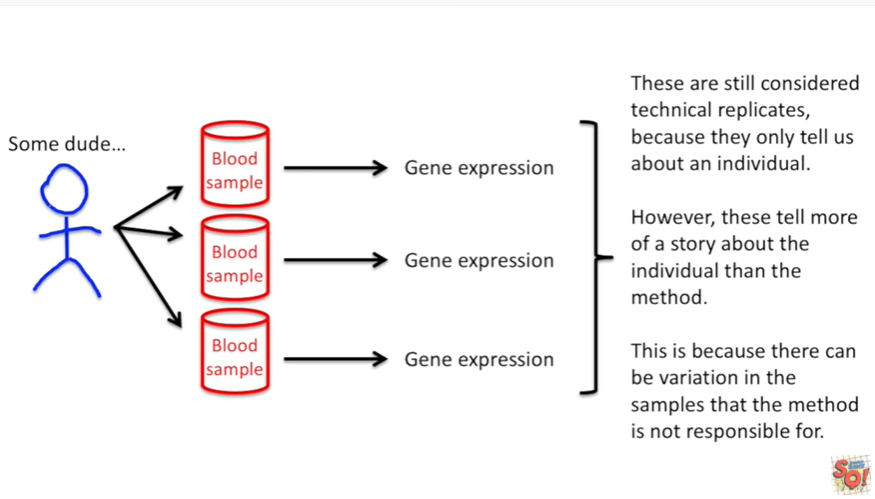 Some dude...
Blood
sample
Gene expression
Blood
sample
Gene expression
Blood
sample
Gene expression
These are still considered
technical replicates,
because they only tell us
about an individual.
However, these tell more
of a story about the
individual than the
method.
This is because there can
be variation in the
samples that the method
is not responsible for.
SQ!